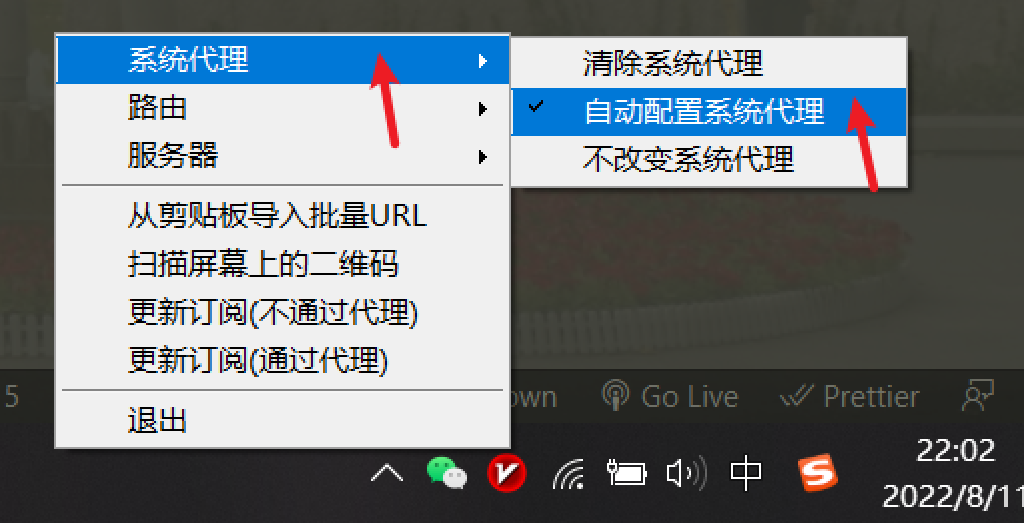 系统代理
路由
服务器
从剪贴板导入批量URL
扫描屏幕上的二维码
更新订阅(不通过代理)
更新订阅(通过代理)
退出
清除系统代理
自动配置系统代理
不改变系统代理
5
own
Go Live
Prettier
中
S
22:02
2022/8/11